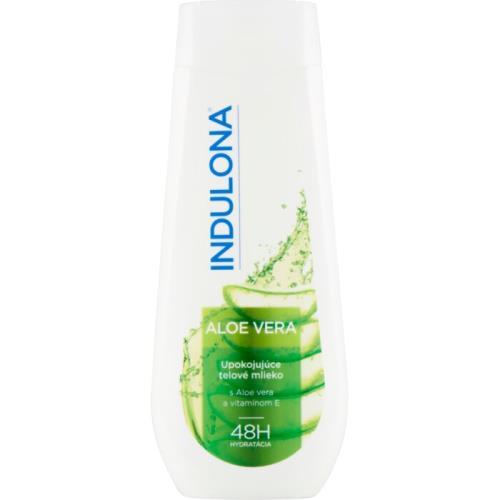 INDULONA®
ALOE VERA
Upokojujúce
telové mlieko
s Aloe vera
a vitamínom E
48H
HYDRATÁCIA